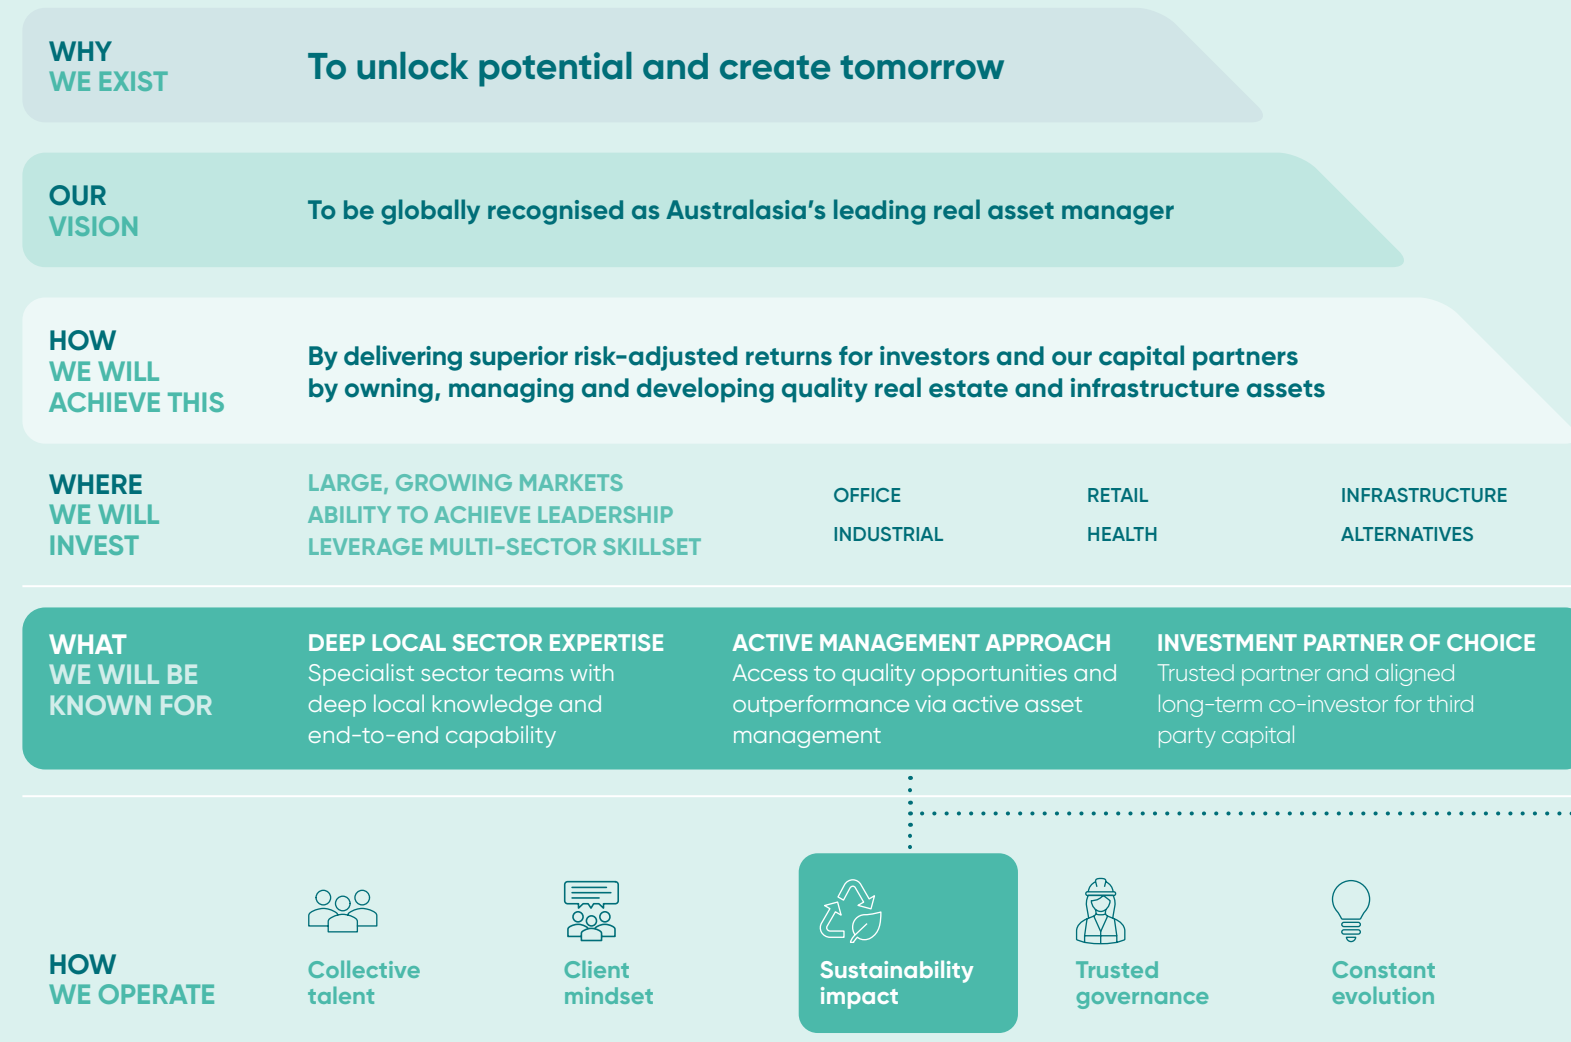 WHY
WE EXIST
To unlock potential and create tomorrow
OUR
VISION
To be globally recognised as Australasia’s leading real asset manager
HOW
WE WILL
ACHIEVE THIS
By delivering superior risk-adjusted returns for investors and our capital partners
by owning, managing and developing quality real estate and infrastructure assets
WHERE
WE WILL
INVEST
LARGE, GROWING MARKETS
ABILITY TO ACHIEVE LEADERSHIP
LEVERAGE MULTI-SECTOR SKILLSET
OFFICE
INDUSTRIAL
RETAIL
HEALTH
INFRASTRUCTURE
ALTERNATIVES
WHAT
WE WILL BE
KNOWN FOR
DEEP LOCAL SECTOR EXPERTISE
Specialist sector teams with
deep local knowledge and
end-to-end capability
ACTIVE MANAGEMENT APPROACH
Access to quality opportunities and
outperformance via active asset
management
INVESTMENT PARTNER OF CHOICE
Trusted partner and aligned
long-term co-investor for third
party capital
HOW
WE OPERATE
Collective
talent
Client
mindset
Sustainability
impact
Trusted
governance
Constant
evolution